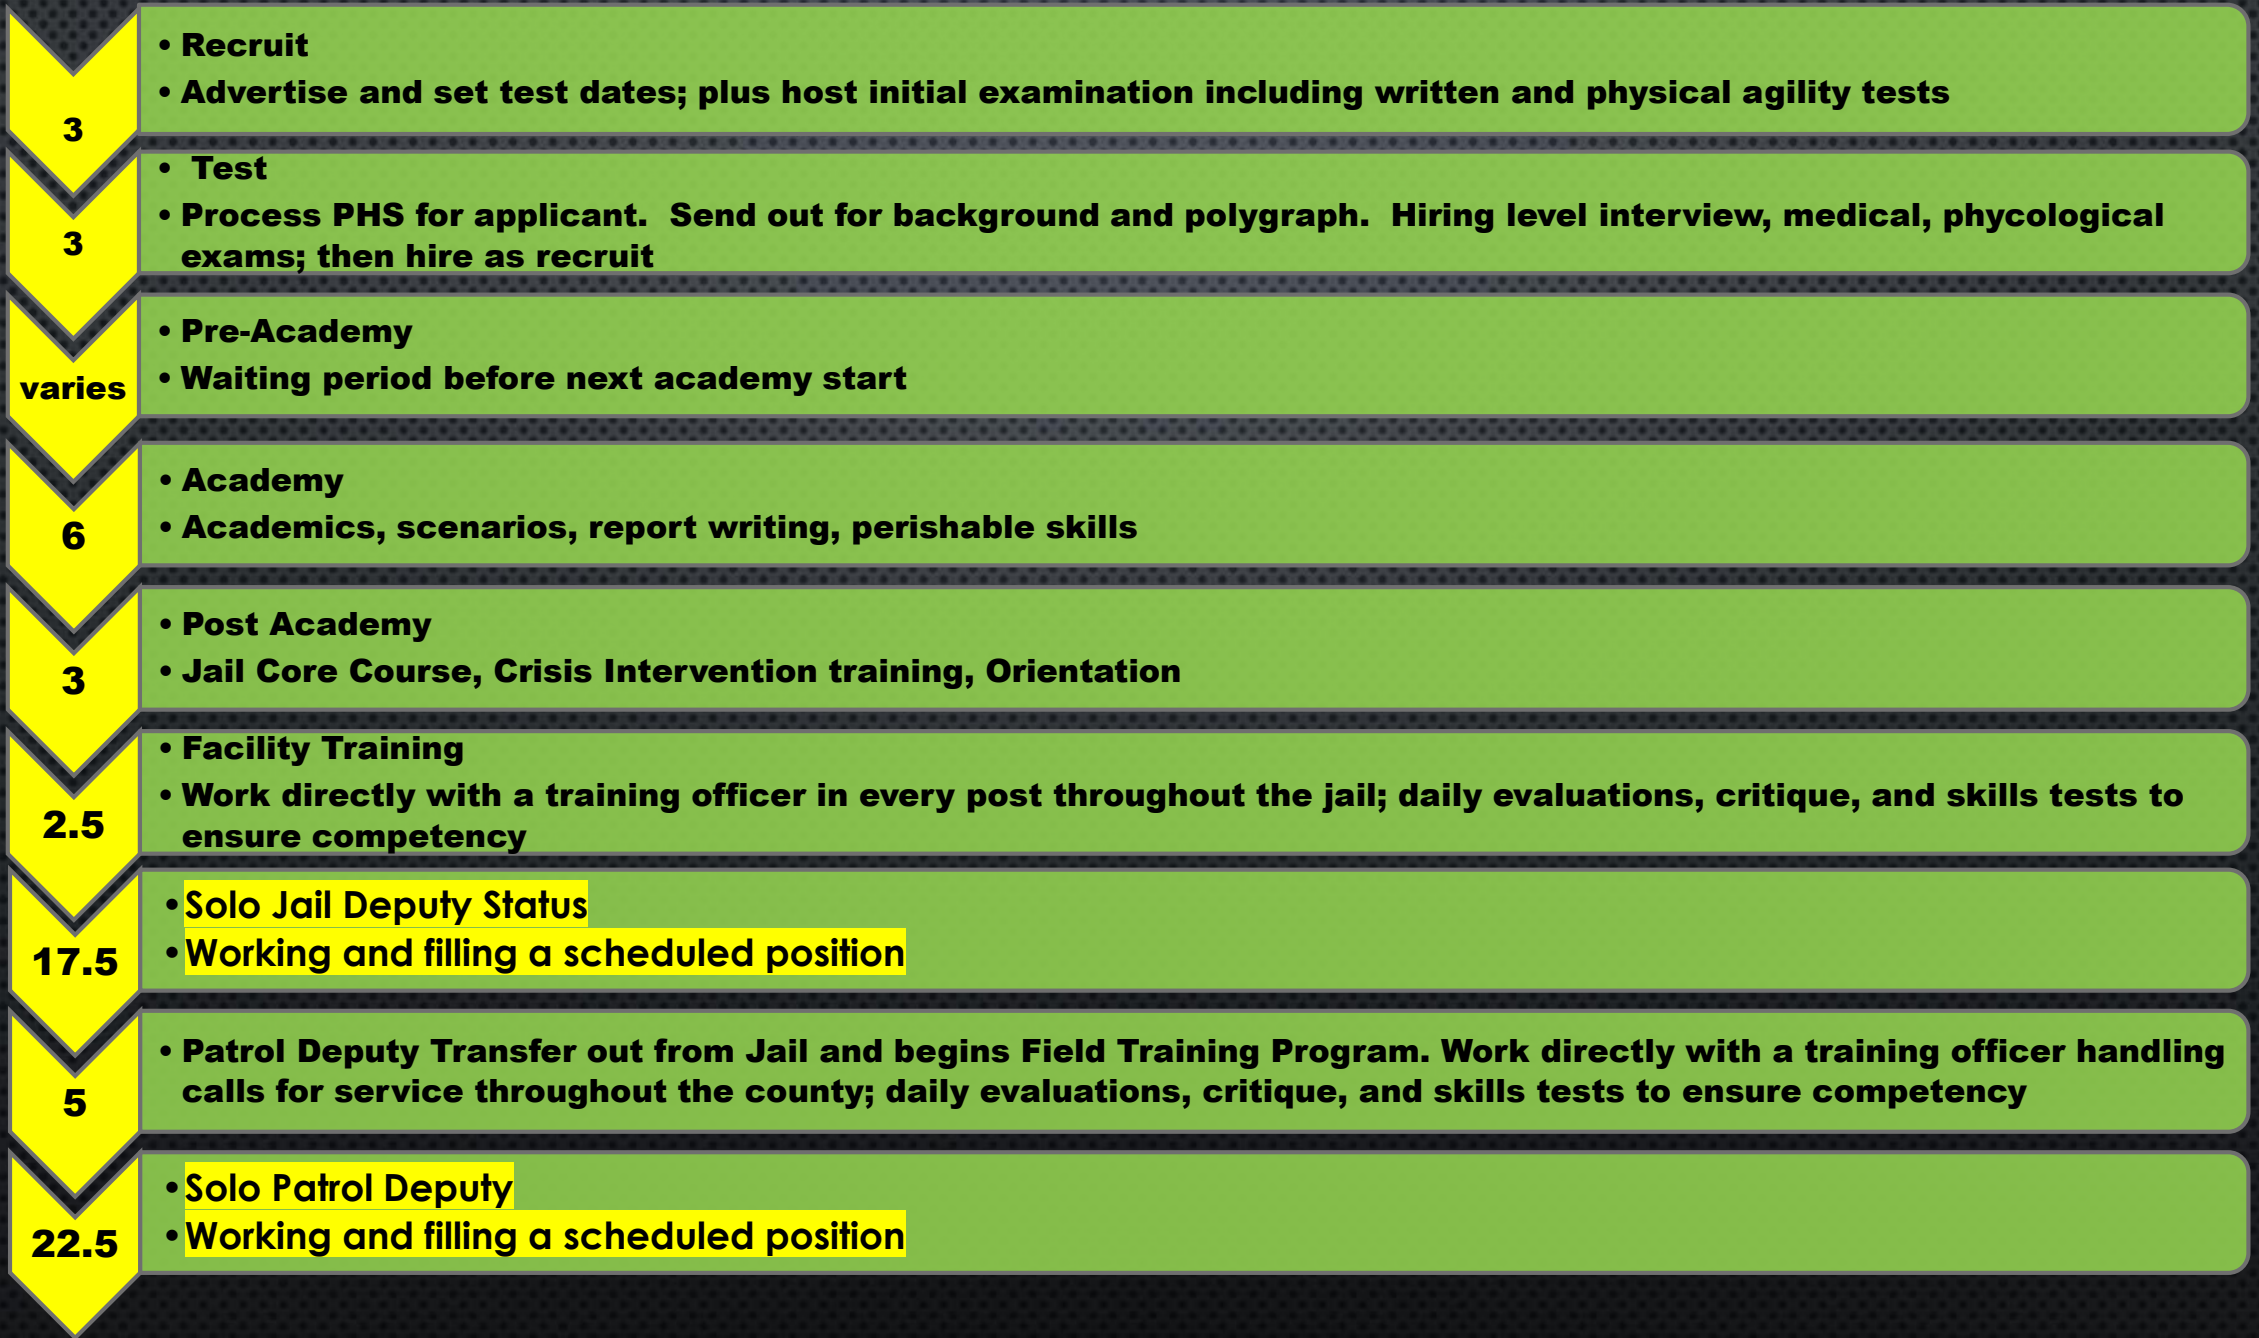 3
• Recruit
• Advertise and set test dates; plus host initial examination including written and physical agility tests
3
• Test
• Process PHS for applicant.  Send out for background and polygraph.  Hiring level interview, medical, phycological
exams; then hire as recruit
varies
• Pre-Academy
• Waiting period before next academy start
6
• Academy
• Academics, scenarios, report writing, perishable skills
3
• Post Academy
• Jail Core Course, Crisis Intervention training, Orientation
2.5
• Facility Training
• Work directly with a training officer in every post throughout the jail; daily evaluations, critique, and skills tests to
ensure competency
17.5
• Solo Jail Deputy Status
• Working and filling a scheduled position
5
• Patrol Deputy Transfer out from Jail and begins Field Training Program. Work directly with a training officer handling
calls for service throughout the county; daily evaluations, critique, and skills tests to ensure competency
22.5
• Solo Patrol Deputy
• Working and filling a scheduled position